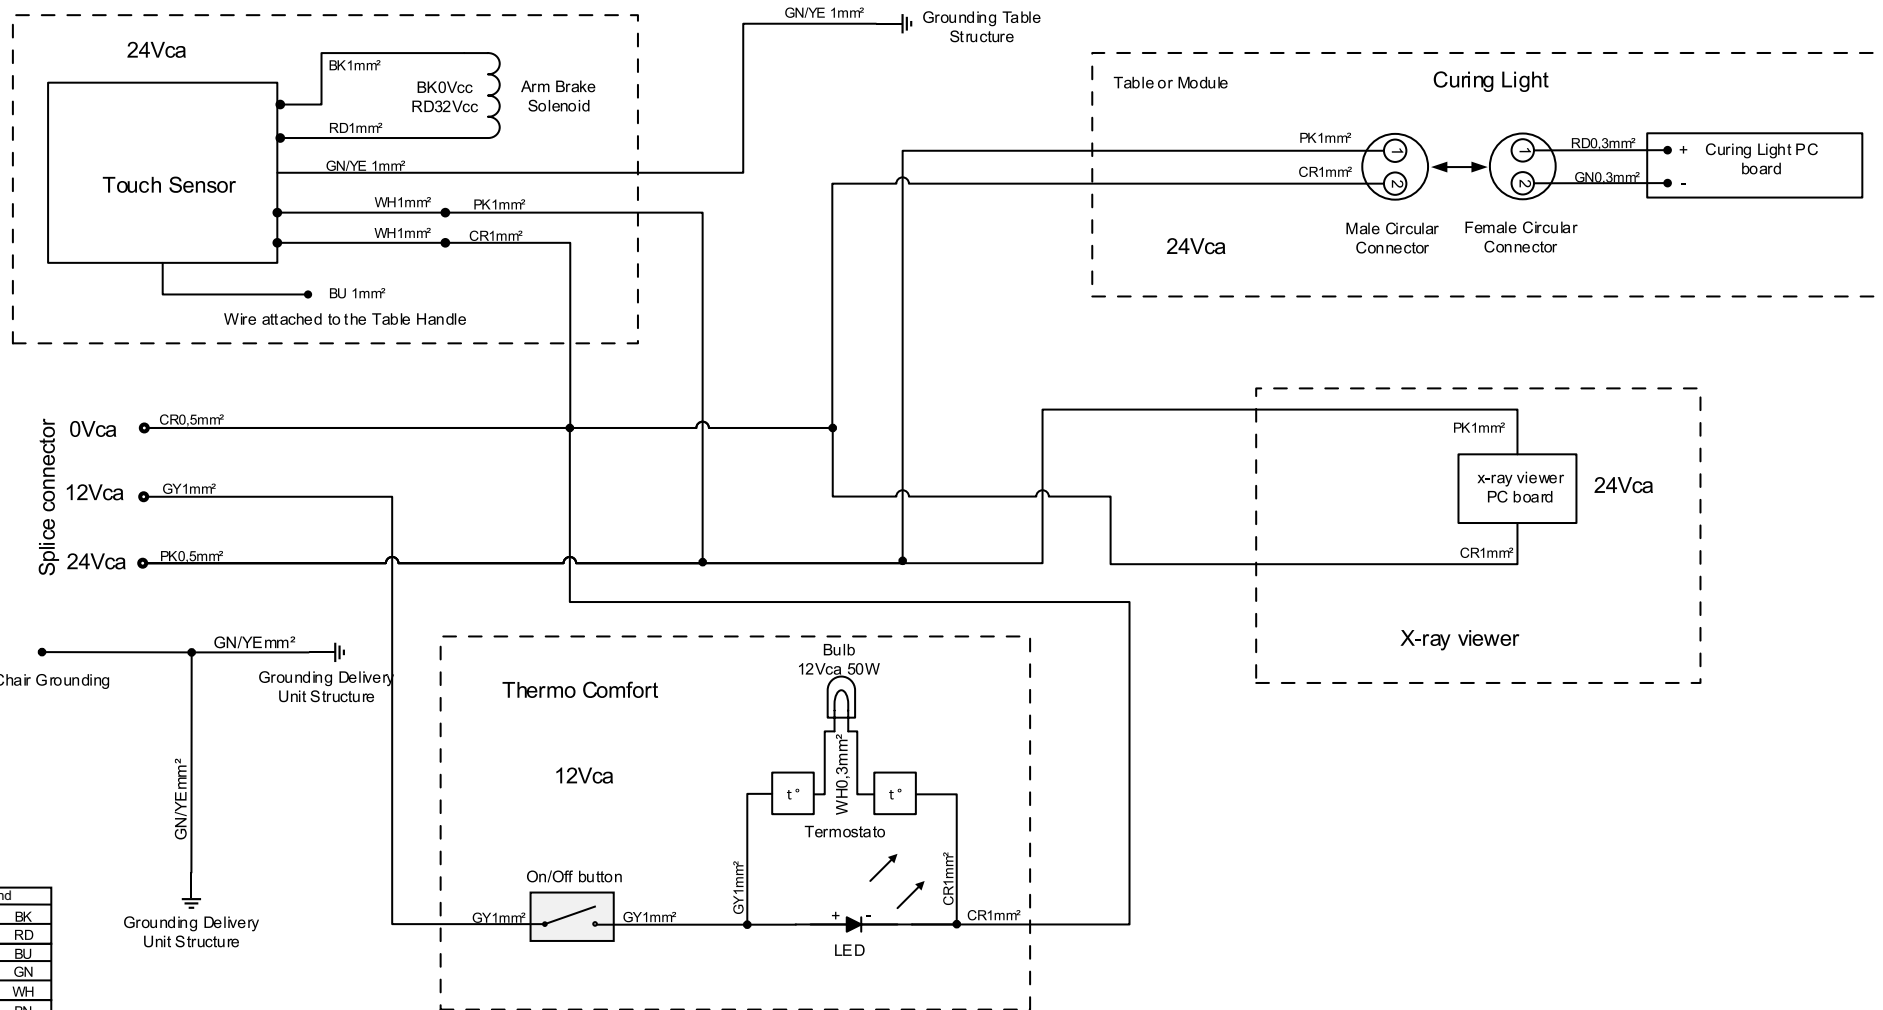 24Vca
BK1mm²
BK0Vcc
RD32Vcc
Arm Brake
Solenoid
RD1mm²
GN/YE 1mm²
Touch Sensor
WH1mm²
PK1mm²
WH1mm²
CR1mm²
BU 1mm²
Wire attached to the Table Handle
GN/YE 1mm²
Grounding Table
Structure
Table or Module
Curing Light
PK1mm²
CR1mm²
1
2
1
2
RD0,3mm²
GN0,3mm²
+
-
Curing Light PC
board
Male Circular
Connector
Female Circular
Connector
24Vca
Splice connector
0Vca
CR0,5mm²
12Vca
GY1mm²
24Vca
PK0,5mm²
PK1mm²
x-ray viewer
PC board
24Vca
CR1mm²
X-ray viewer
GN/YEmm²
Chair Grounding
Grounding Delivery
Unit Structure
GN/YEmm²
Grounding Delivery
Unit Structure
Thermo Comfort
12Vca
Bulb
12Vca 50W
WH0,3mm²
t°
t°
Termostato
On/Off button
GY1mm²
GY1mm²
GY1mm²
CR1mm²
+
-
LED
CR1mm²
BK
RD
BU
GN
WH